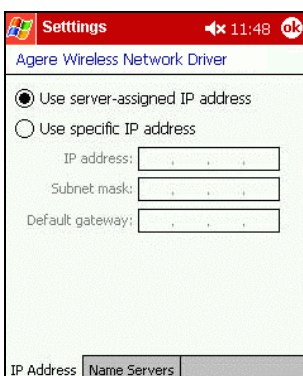 Setttings 11:48 ok
Agere Wireless Network Driver
Use server-assigned IP address
Use specific IP address
IP address: . . .
Subnet mask: . . .
Default gateway: . . .
IP Address Name Servers